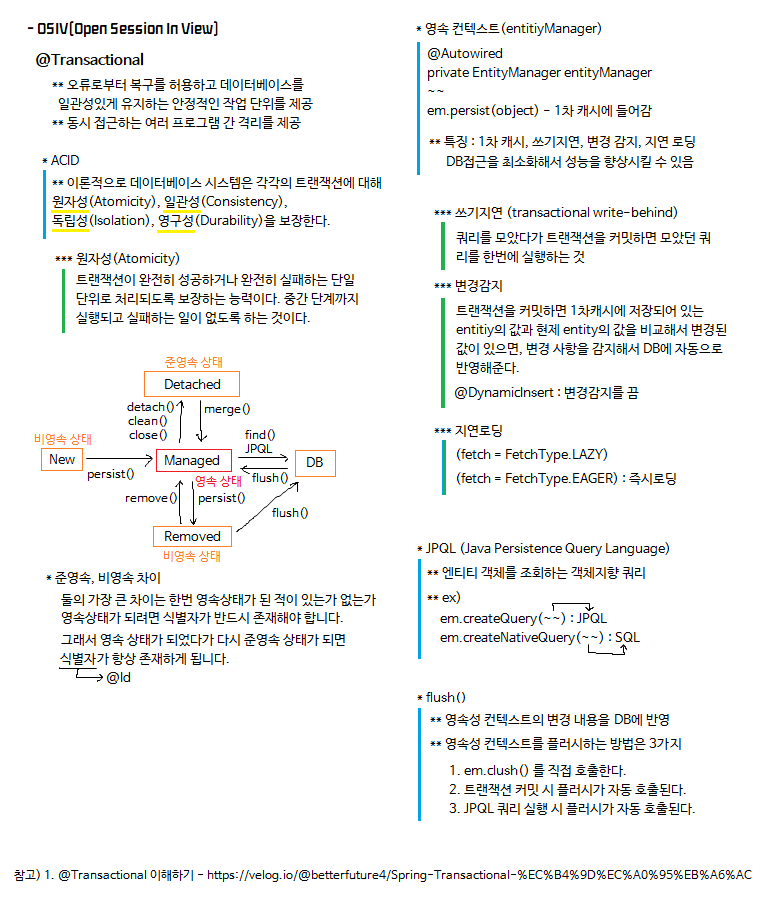 - OSIV(Open Session In View)
@Transactional
** 오류로부터 복구를 허용하고 데이터베이스를
일관성있게 유지하는 안정적인 작업 단위를 제공
** 동시 접근하는 여러 프로그램 간 격리를 제공
* ACID
** 이론적으로 데이터베이스 시스템은 각각의 트랜잭션에 대해
원자성(Atomicity), 일관성(Consistency),
독립성(Isolation), 영구성(Durability)을 보장한다.
*** 원자성(Atomicity)
트랜잭션이 완전히 성공하거나 완전히 실패하는 단일
단위로 처리되도록 보장하는 능력이다. 중간 단계까지
실행되고 실패하는 일이 없도록 하는 것이다.
준영속 상태
Detached
detach()
clean()
close()
merge()
비영속 상태
New
persist()
Managed
영속 상태
find()
JPQL
flush()
DB
remove()
persist()
flush()
Removed
비영속 상태
* 준영속, 비영속 차이
둘의 가장 큰 차이는 한번 영속상태가 된 적이 있는가 없는가
영속상태가 되려면 식별자가 반드시 존재해야 합니다.
그래서 영속 상태가 되었다가 다시 준영속 상태가 되면
식별자가 항상 존재하게 됩니다.
@Id
* 영속 컨텍스트(entitiyManager)
@Autowired
private EntityManager entityManager
~~
em.persist(object) - 1차 캐시에 들어감
** 특징 : 1차 캐시, 쓰기지연, 변경 감지, 지연 로딩
DB접근을 최소화해서 성능을 향상시킬 수 있음
*** 쓰기지연 (transactional write-behind)
쿼리를 모았다가 트랜잭션을 커밋하면 모았던 쿼
리를 한번에 실행하는 것
*** 변경감지
트랜잭션을 커밋하면 1차캐시에 저장되어 있는
entitiy의 값과 현제 entity의 값을 비교해서 변경된
값이 있으면, 변경 사항을 감지해서 DB에 자동으로
반영해준다.
@DynamicInsert : 변경감지를 끔
*** 지연로딩
(fetch = FetchType.LAZY)
(fetch = FetchType.EAGER) : 즉시로딩
* JPQL (Java Persistence Query Language)
** 엔티티 객체를 조회하는 객체지향 쿼리
** ex)
em.createQuery(~~) : JPQL
em.createNativeQuery(~~) : SQL
* flush()
** 영속성 컨텍스트의 변경 내용을 DB에 반영
** 영속성 컨텍스트를 플러시하는 방법은 3가지
1. em.clush() 를 직접 호출한다.
2. 트랜잭션 커밋 시 플러시가 자동 호출된다.
3. JPQL 쿼리 실행 시 플러시가 자동 호출된다.
참고) 1. @Transactional 이해하기 - https://velog.io/@betterfuture4/Spring-Transactional-%EC%B4%9D%EC%A0%95%EB%A6%AC